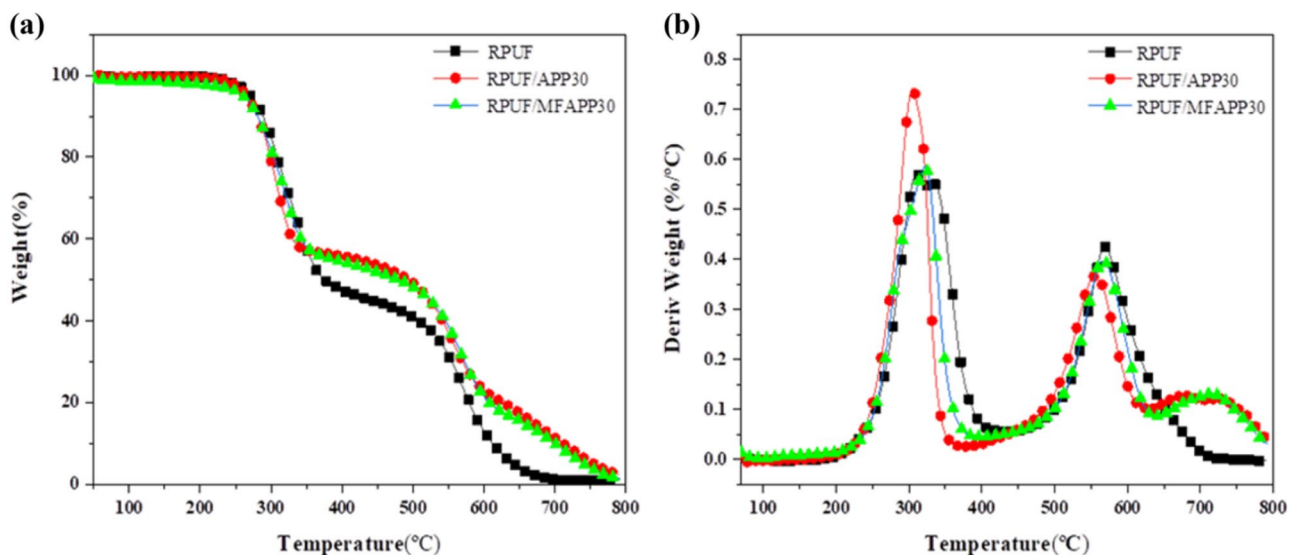 (a)
RPUF
RPUF/APP30
RPUF/MFAPP30
100
80
60
40
20
0
Weight(%)
100 200 300 400 500 600 700 800
Temperature(°C)
(b)
RPUF
RPUF/APP30
RPUF/MFAPP30
0.8
0.7
0.6
0.5
0.4
0.3
0.2
0.1
0.0
Deriv Weight (%/°C)
100 200 300 400 500 600 700 800
Temperature(°C)